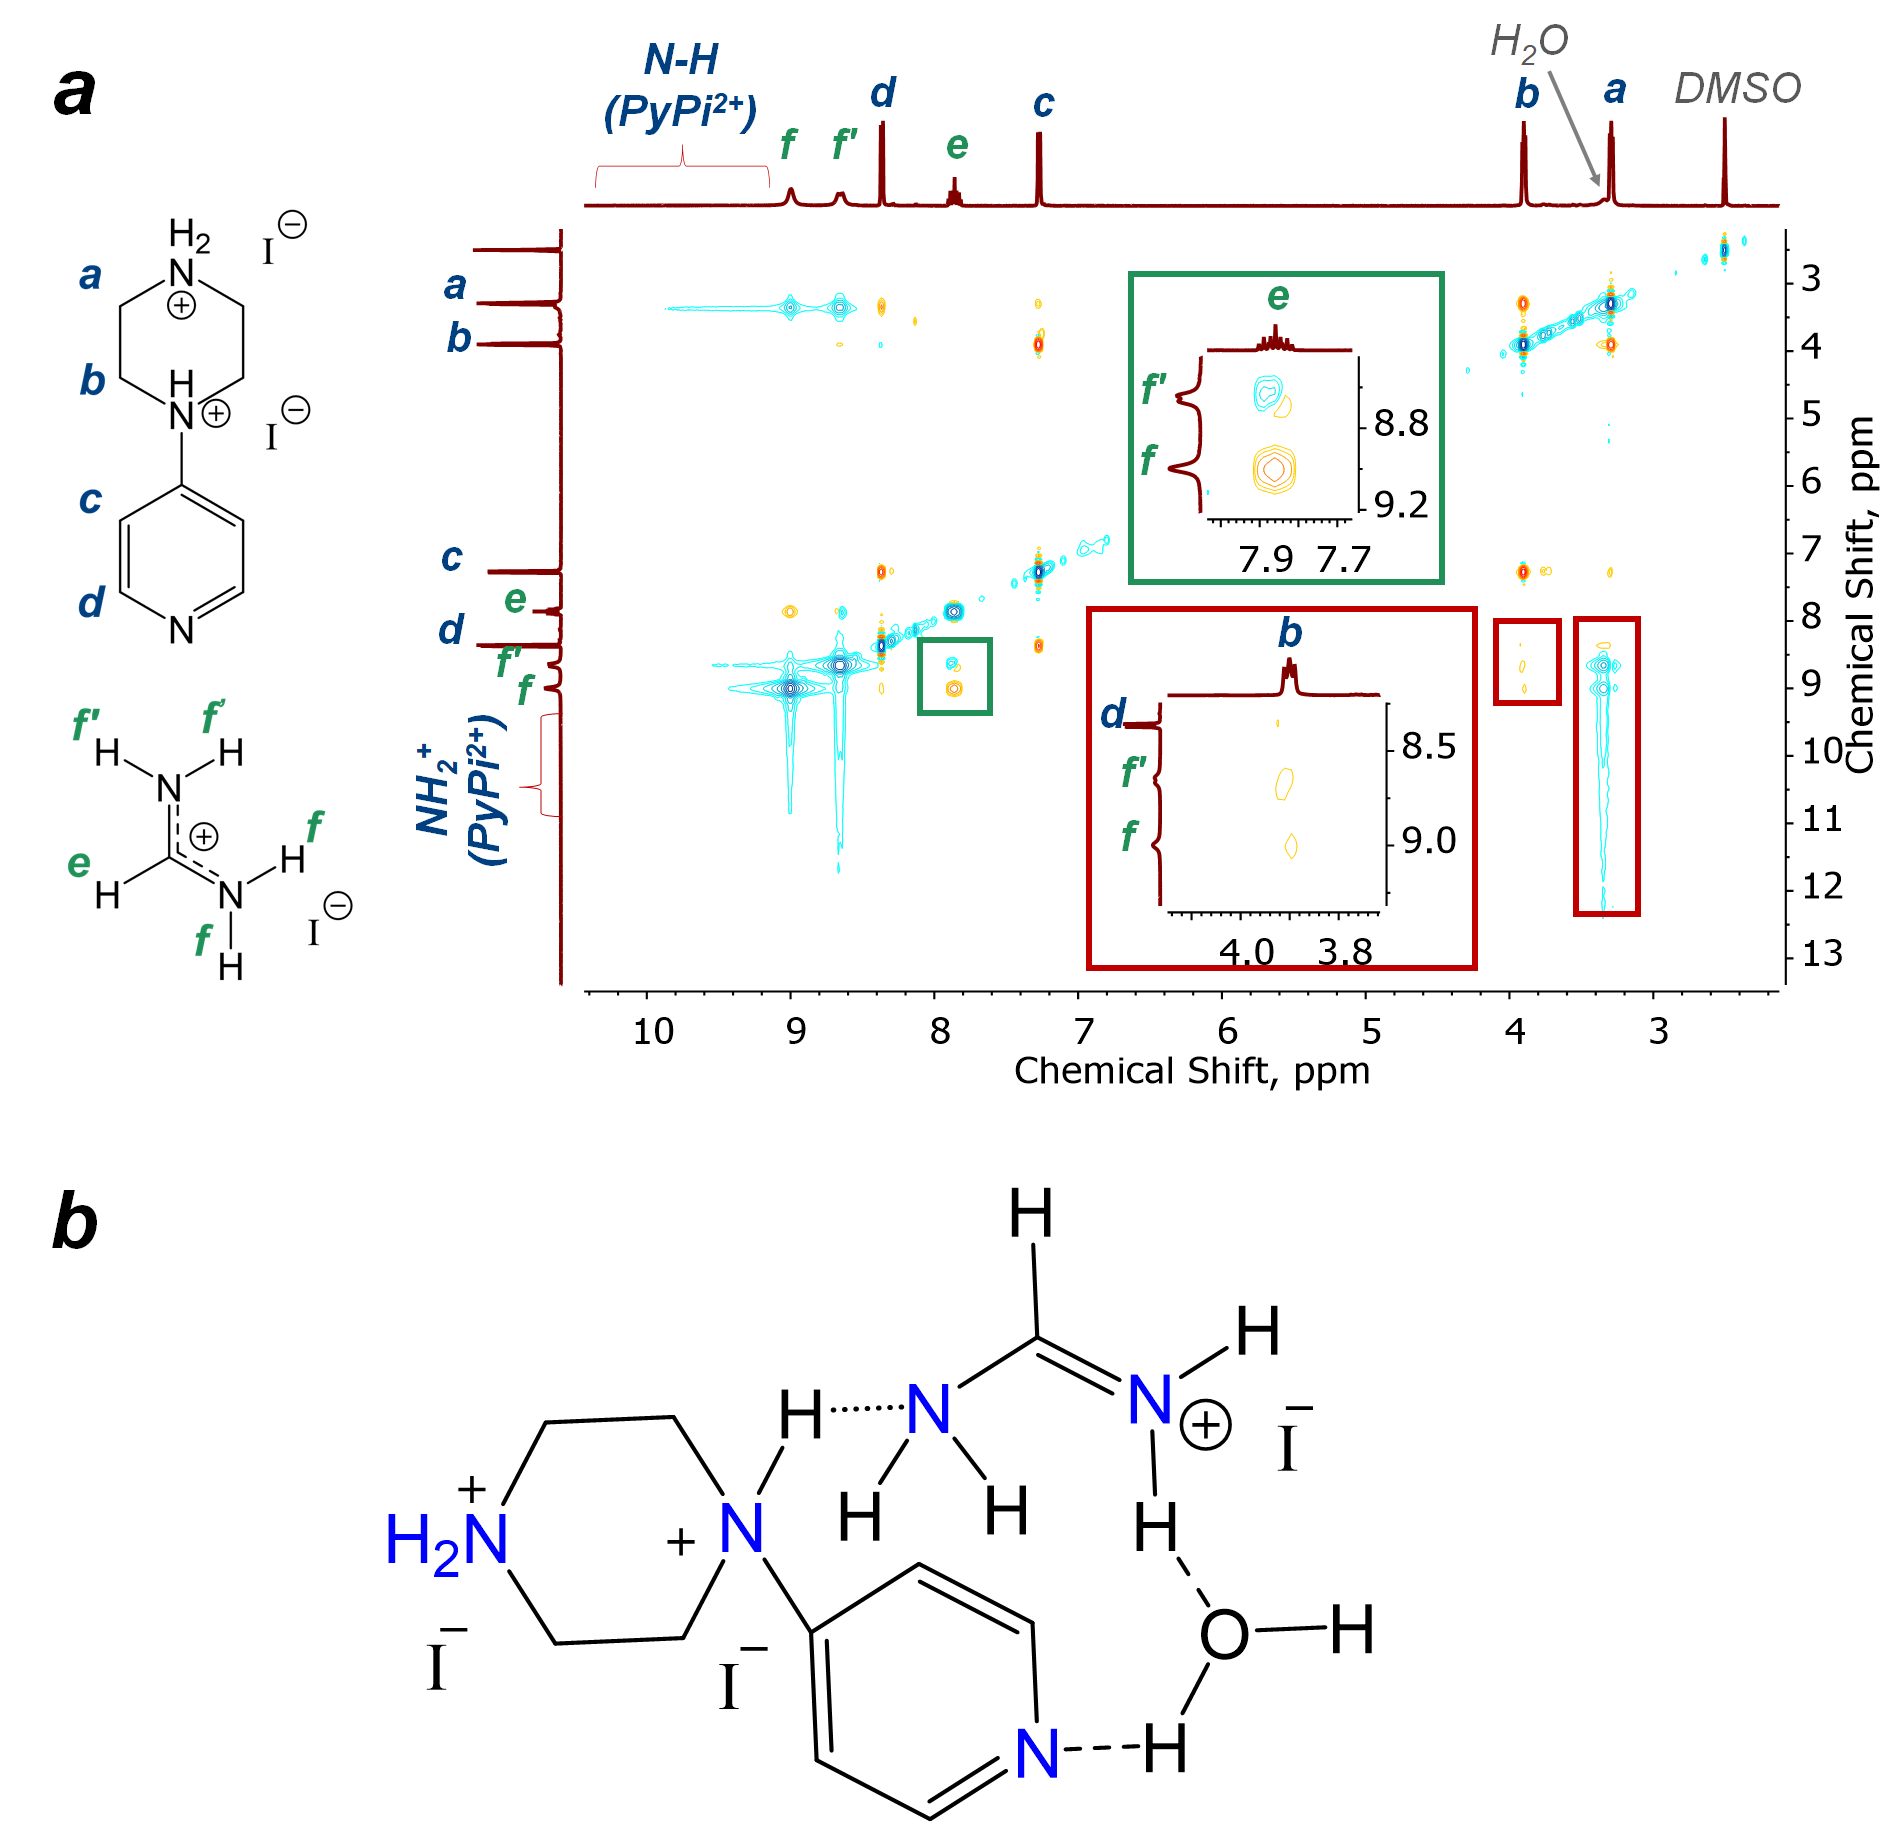 a
N-H
(PyPi²⁺)
f
f'
d
e
c
H₂O
b
a
DMSO
a
b
c
e
d
f'
f
NH₂⁺
(PyPi²⁺)
H₂
N
⊕
I⊖
a
b
H
N⊕
I⊖
c
d
N
f'
f'
H
H
N
⊕
f
H
e
H
N
I⊖
f
H
e
f'
f
8.8
9.2
7.9 7.7
b
d
f'
f
8.5
9.0
4.0 3.8
3
4
5
6
7
8
9
10
11
12
13
Chemical Shift, ppm
10 9 8 7 6 5 4 3
Chemical Shift, ppm
b
H
H
H
N
N
⊕
I⁻
+
H₂N
+
N
H
H
H
I⁻
I⁻
O
H
N
H